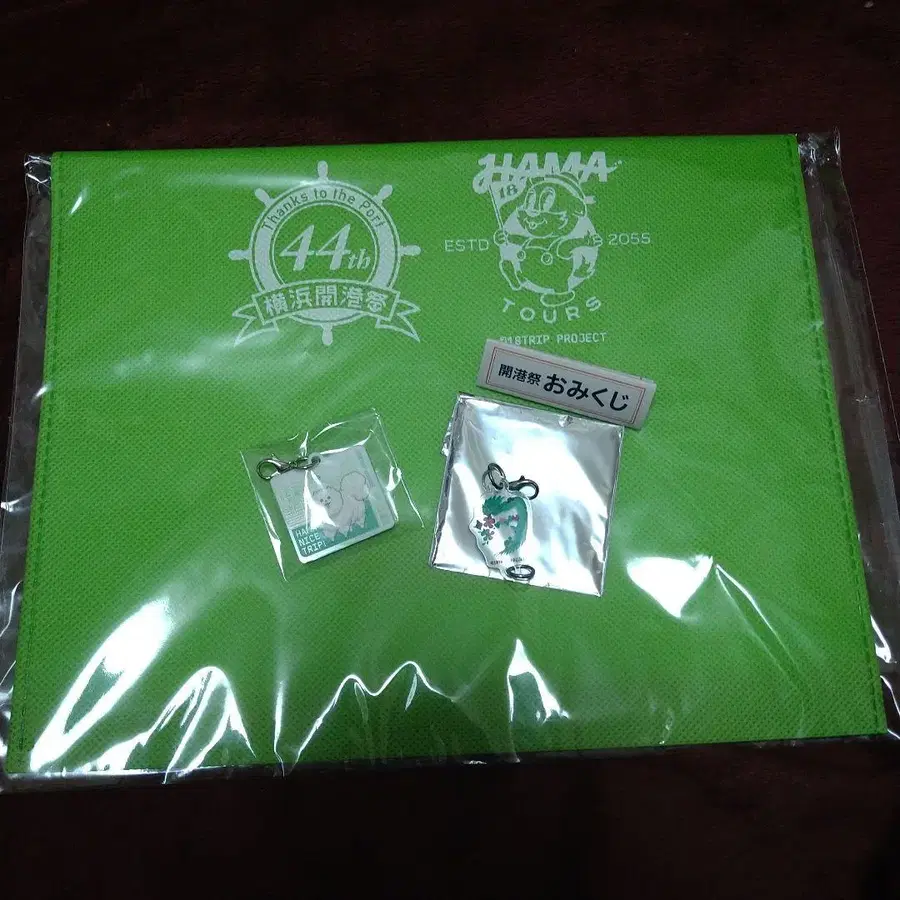 Thanks to the Port
44th
横浜開港祭
HAMA
18
ESTD
2055
TOURS
©18TRIP PROJECT
開港祭 おみくじ
NICE
TRIP!